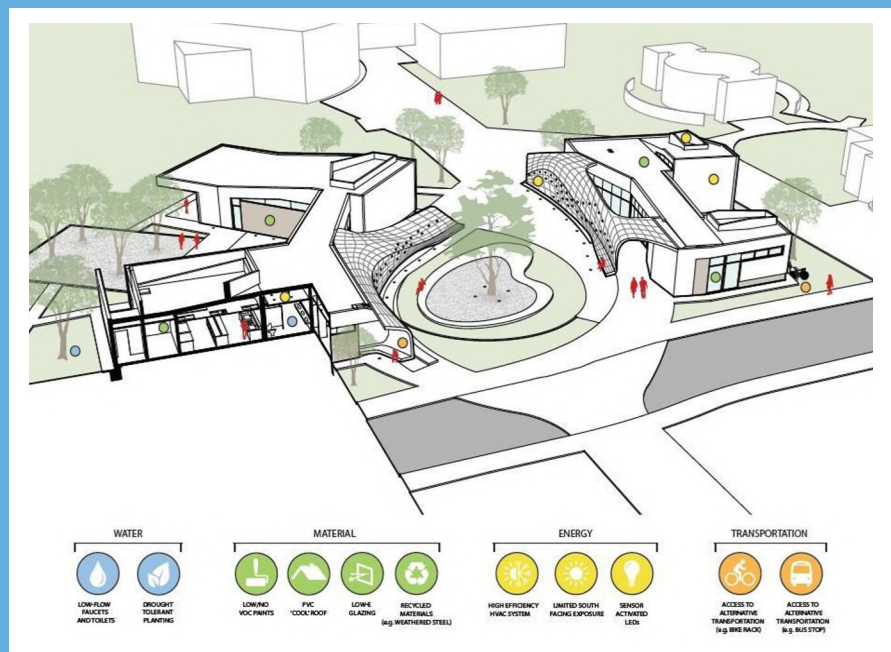 WATER
MATERIAL
ENERGY
TRANSPORTATION
LOW-FLOW
FAUCETS
AND TOILETS
DROUGHT
TOLERANT
PLANTING
LOW/NO
VOC PAINTS
PVC
'COOL' ROOF
LOW-E
GLAZING
RECYCLED
MATERIALS
(e.g. WEATHERED STEEL)
HIGH EFFICIENCY
HVAC SYSTEM
LIMITED SOUTH
FACING EXPOSURE
SENSOR
ACTIVATED
LEDs
ACCESS TO
ALTERNATIVE
TRANSPORTATION
(e.g. BIKE RACK)
ACCESS TO
ALTERNATIVE
TRANSPORTATION
(e.g. BUS STOP)